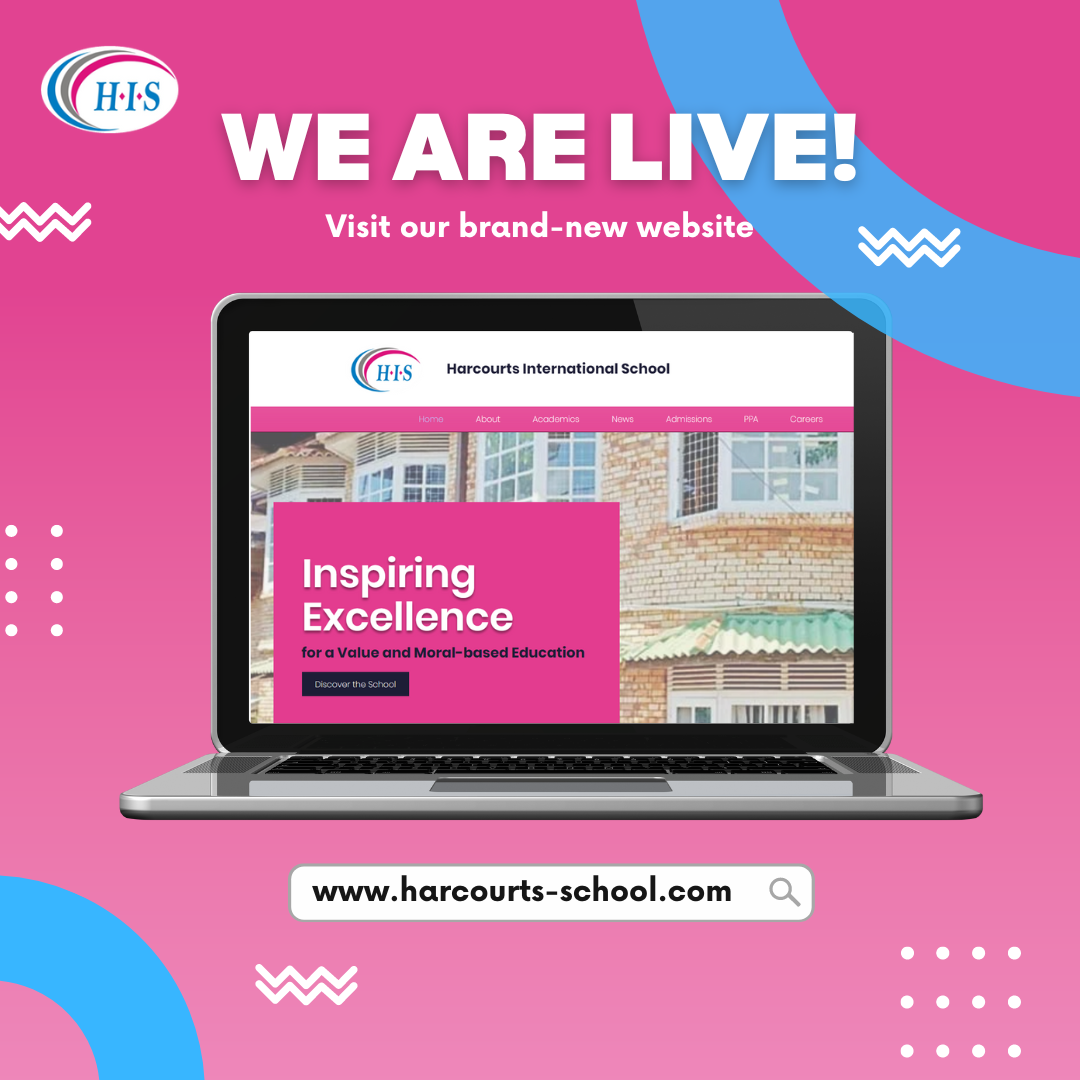 H·I·S
WE ARE LIVE!
Visit our brand-new website
H·I·S
Harcourts International School
Home About Academics News Admissions PPA Careers
Inspiring
Excellence
for a Value and Moral-based Education
Discover the School
www.harcourts-school.com